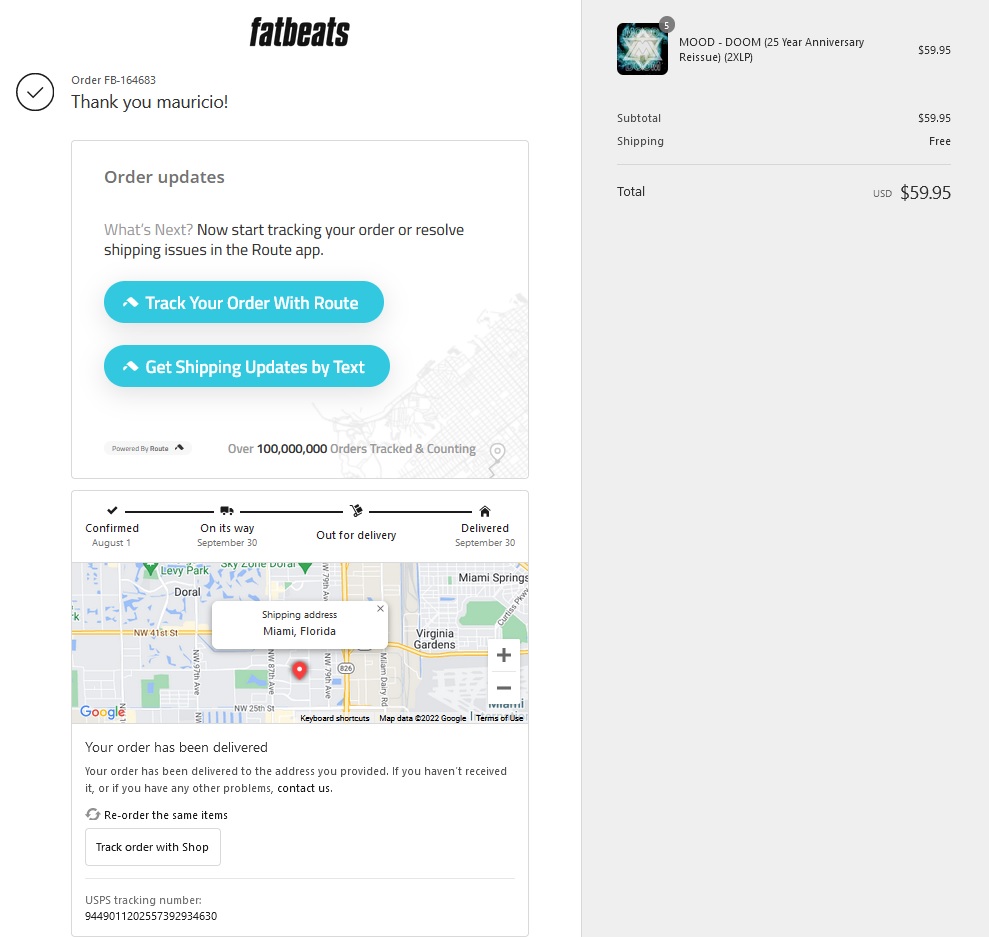 fatbeats
Order FB-164683
Thank you mauricio!
Order updates
What's Next? Now start tracking your order or resolve
shipping issues in the Route app.
Track Your Order With Route
Get Shipping Updates by Text
Powered By Route
Over 100,000,000 Orders Tracked & Counting
Confirmed
August 1
On its way
September 30
Out for delivery
Delivered
September 30
Levy Park
Sky Zone Doral
NW 79th Ave
Miami Springs
Doral
rk
Curtiss Pkwy
Shipping address
Miami, Florida
×
NW 41st St
Virginia
Gardens
NW 97th Ave
NW 87th Ave
NW 79th Ave
826
Milam Dairy Rd
NW 25th St
Miami
Google
Keyboard shortcuts
Map data ©2022 Google
Terms of Use
Your order has been delivered
Your order has been delivered to the address you provided. If you haven't received
it, or if you have any other problems, contact us.
Re-order the same items
Track order with Shop
USPS tracking number:
9449011202557392934630
5
MOOD - DOOM (25 Year Anniversary
Reissue) (2XLP)
$59.95
Subtotal
$59.95
Shipping
Free
Total
USD $59.95